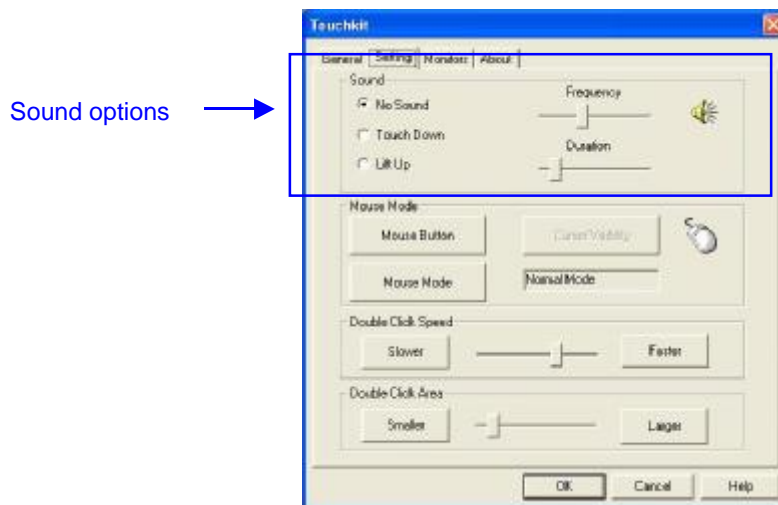 Touchkit
General Setting Monitors About
Sound options
Sound
No Sound
Frequency
Touch Down
Duration
Lift Up
Mouse Mode
Mouse Button
Cursor Visibility
Mouse Mode
Normal Mode
Double Click Speed
Slower
Faster
Double Click Area
Smaller
Larger
OK
Cancel
Help